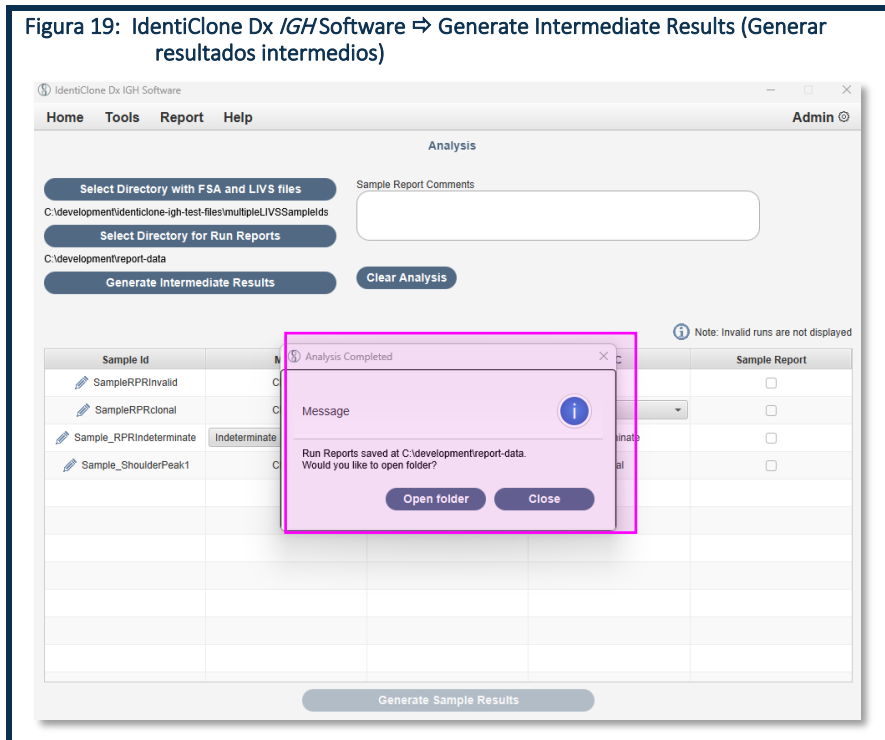 Figura 19: IdentiClone Dx IGH Software ⇨ Generate Intermediate Results (Generar
resultados intermedios)
IdentiClone Dx IGH Software
Home Tools Report Help Admin
Analysis
Select Directory with FSA and LIVS files
Sample Report Comments
C:\development\identiclone-igh-test-files\multipleLIVSSampleIds
Select Directory for Run Reports
C:\development\report-data
Generate Intermediate Results
Clear Analysis
Note: Invalid runs are not displayed
Sample Id M C Sample Report
Analysis Completed
SampleRPRInvalid C
SampleRPRclonal C
Message
Sample_RPRIndeterminate Indeterminate inate
Sample_ShoulderPeak1 C al
Run Reports saved at C:\development\report-data.
Would you like to open folder?
Open folder Close
Generate Sample Results